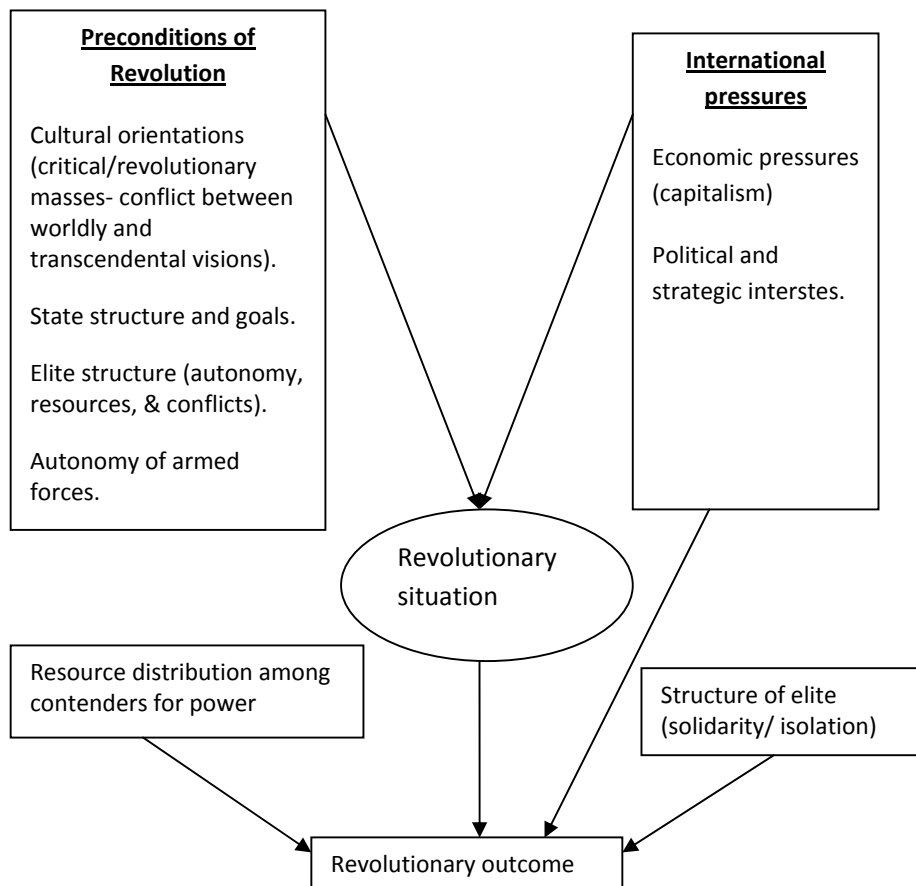 Preconditions of
Revolution
Cultural orientations
(critical/revolutionary
masses- conflict between
worldly and
transcendental visions).
State structure and goals.
Elite structure (autonomy,
resources, & conflicts).
Autonomy of armed
forces.
International
pressures
Economic pressures
(capitalism)
Political and
strategic interstes.
Revolutionary
situation
Resource distribution among
contenders for power
Structure of elite
(solidarity/ isolation)
Revolutionary outcome